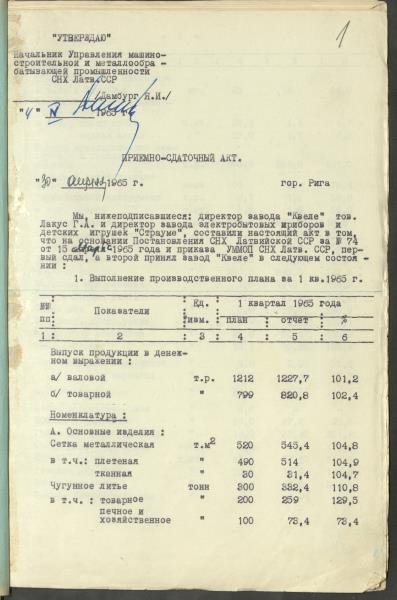 1
"УТВЕРЖДАЮ"
Начальник Управления машино-
строительной и металлообра-
батывающей промышленности
СНХ Латв.ССР
/Дамбург Я.И./
"4" 1965 г.
ПРИЕМНО-СДАТОЧНЫЙ АКТ.
"30" апреля 1965 г. гор. Рига
Мы, нижеподписавшиеся: директор завода "Квеле" тов.
Лакус Г.А. и директор завода электробытовых приборов и
детских игрушек "Страуме", составили настоящий акт в том,
что на основании Постановления СНХ Латвийской ССР за № 74
от 15 марта 1965 года и приказа УММОП СНХ Латв. ССР, пер-
вый сдал, а второй принял завод "Квеле" в следующем состоя-
нии :
1. Выполнение производственного плана за 1 кв.1965 г.
№№ пп Показатели Ед. изм. 1 квартал 1965 года
план отчет %
1 : 2 : 3 : 4 : 5 : 6
Выпуск продукции в денеж-
ном выражении :
а/ валовой т.р. 1212 1227,7 101,2
б/ товарной " 799 820,8 102,4
Номенклатура :
А. Основные изделия :
Сетка металлическая т.м2 520 545,4 104,8
в т.ч.: плетеная " 490 514 104,9
тканная " 30 31,4 104,7
Чугунное литье тонн 300 332,4 110,8
в т.ч.: товарное " 200 259 129,5
печное и
хозяйственное " 100 73,4 73,4